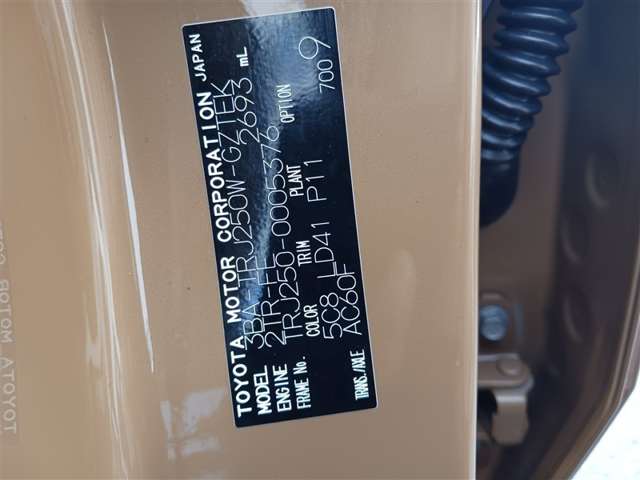 TOYOTA MOTOR CORPORATION JAPAN
MODEL 3BA-TRJ250W-GZTEK
ENGINE 2TR-FE 2693 mL
FRAME No. TRJ250-0005376
COLOR TRIM PLANT OPTION
5C8 LD41 P11 7009
TRANS/AXLE AC60F